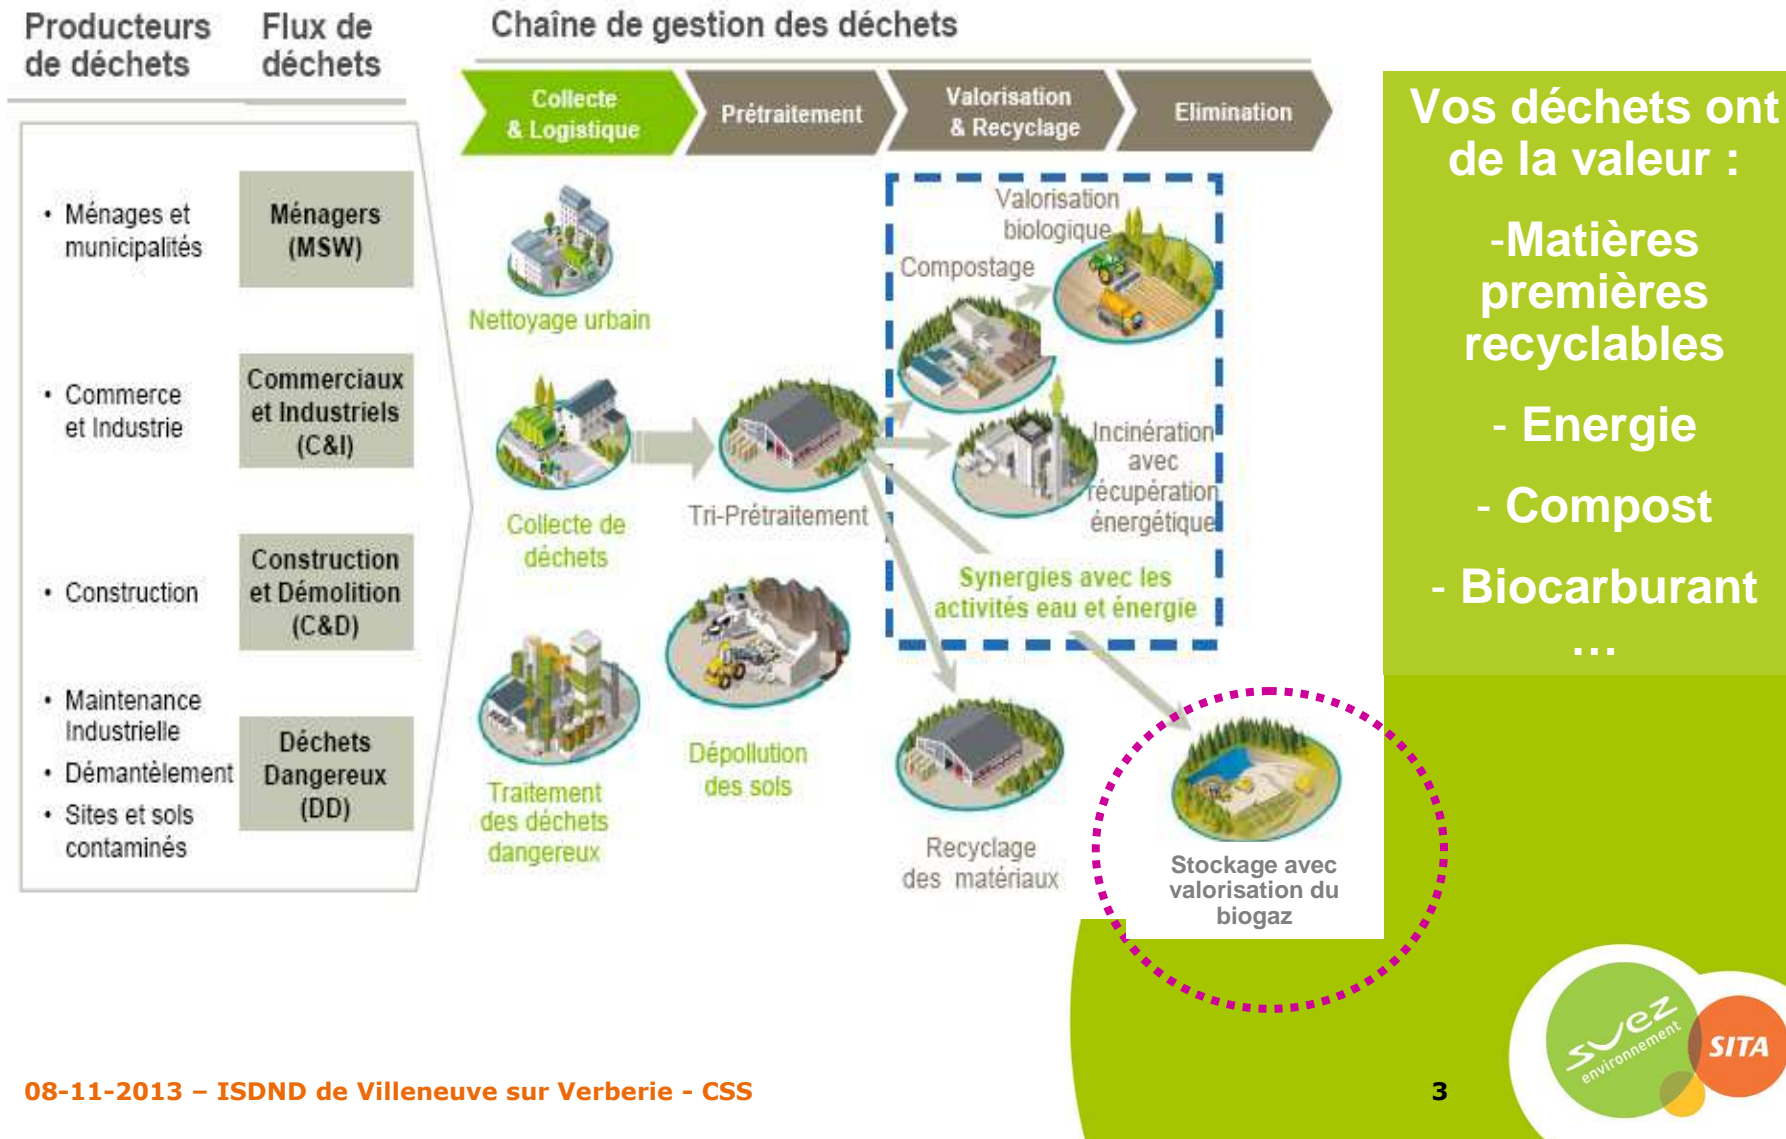 Producteurs
de déchets
Flux de
déchets
Chaîne de gestion des déchets
Collecte
& Logistique
Prétraitement
Valorisation
& Recyclage
Elimination
• Ménages et
municipalités
Ménagers
(MSW)
• Commerce
et Industrie
Commerciaux
et Industriels
(C&I)
• Construction
Construction
et Démolition
(C&D)
• Maintenance
Industrielle
• Démantèlement
• Sites et sols
contaminés
Déchets
Dangereux
(DD)
Nettoyage urbain
Collecte de
déchets
Traitement
des déchets
dangereux
Tri-Prétraitement
Dépollution
des sols
Valorisation
biologique
Compostage
Incinération
avec
récupération
énergétique
Synergies avec les
activités eau et énergie
Recyclage
des matériaux
Stockage avec
valorisation du
biogaz
Vos déchets ont
de la valeur :
-Matières
premières
recyclables
- Energie
- Compost
- Biocarburant
...
08-11-2013 – ISDND de Villeneuve sur Verberie - CSS
3
suez
environnement
SITA